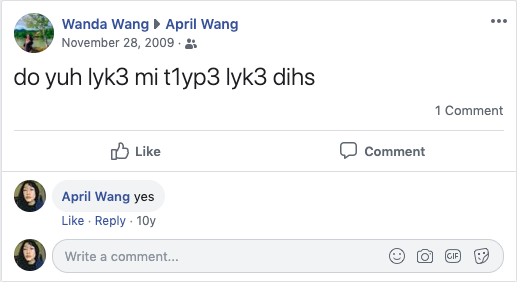 Wanda Wang ▸ April Wang
November 28, 2009 ·
do yuh lyk3 mi t1yp3 lyk3 dihs
1 Comment
Like Comment
April Wang yes
Like · Reply · 10y
Write a comment...
GIF